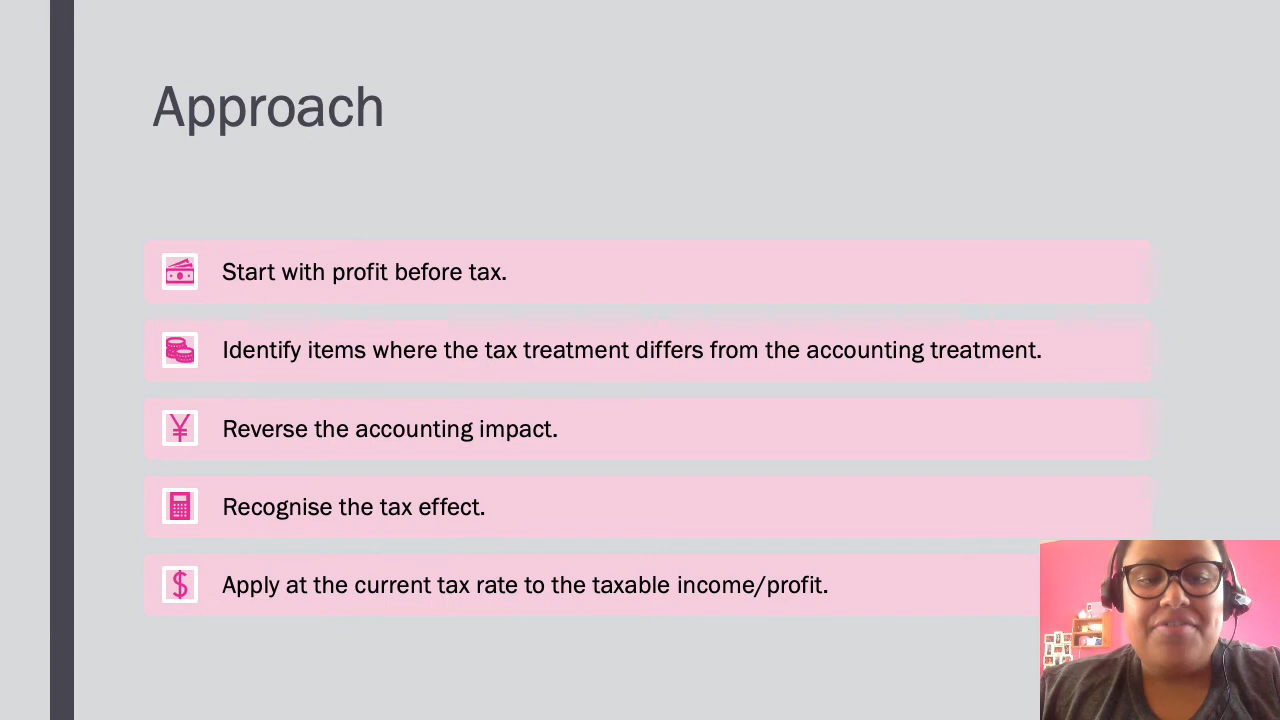 Approach
Start with profit before tax.
Identify items where the tax treatment differs from the accounting treatment.
Reverse the accounting impact.
Recognise the tax effect.
Apply at the current tax rate to the taxable income/profit.